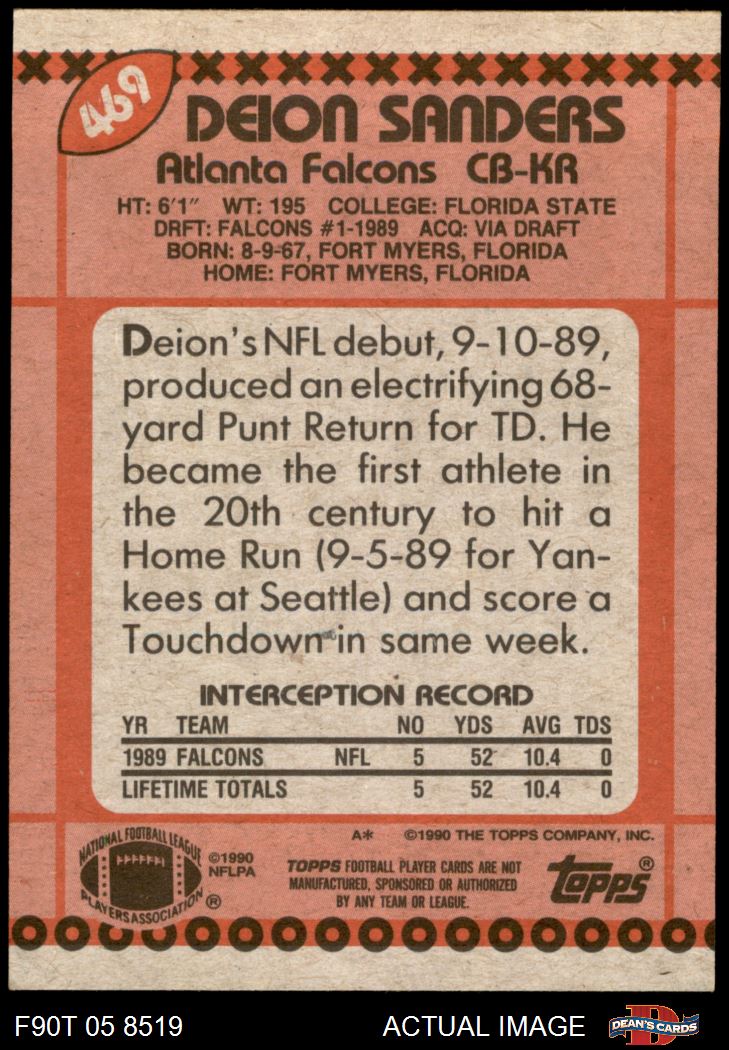 469
DEION SANDERS
Atlanta Falcons CB-KR
HT: 6'1" WT: 195 COLLEGE: FLORIDA STATE
DRFT: FALCONS #1-1989 ACQ: VIA DRAFT
BORN: 8-9-67, FORT MYERS, FLORIDA
HOME: FORT MYERS, FLORIDA
Deion's NFL debut, 9-10-89,
produced an electrifying 68-
yard Punt Return for TD. He
became the first athlete in
the 20th century to hit a
Home Run (9-5-89 for Yan-
kees at Seattle) and score a
Touchdown in same week.
INTERCEPTION RECORD
YR TEAM NO YDS AVG TDS
1989 FALCONS NFL 5 52 10.4 0
LIFETIME TOTALS 5 52 10.4 0
A* ©1990 THE TOPPS COMPANY, INC.
NATIONAL FOOTBALL LEAGUE
PLAYERS ASSOCIATION ®
©1990
NFLPA
TOPPS FOOTBALL PLAYER CARDS ARE NOT
MANUFACTURED, SPONSORED OR AUTHORIZED
BY ANY TEAM OR LEAGUE.
topps®
F90T 05 8519 ACTUAL IMAGE D DEAN'S CARDS